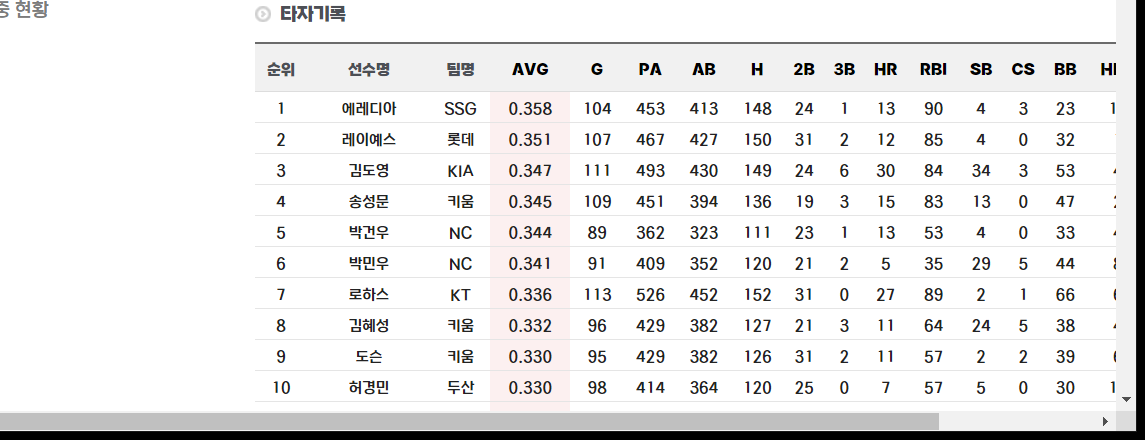 중 현황
타자기록
순위 선수명 팀명 AVG G PA AB H 2B 3B HR RBI SB CS BB
1 에레디아 SSG 0.358 104 453 413 148 24 1 13 90 4 3 23
2 레이예스 롯데 0.351 107 467 427 150 31 2 12 85 4 0 32
3 김도영 KIA 0.347 111 493 430 149 24 6 30 84 34 3 53
4 송성문 키움 0.345 109 451 394 136 19 3 15 83 13 0 47
5 박건우 NC 0.344 89 362 323 111 23 1 13 53 4 0 33
6 박민우 NC 0.341 91 409 352 120 21 2 5 35 29 5 44
7 로하스 KT 0.336 113 526 452 152 31 0 27 89 2 1 66
8 김혜성 키움 0.332 96 429 382 127 21 3 11 64 24 5 38
9 도슨 키움 0.330 95 429 382 126 31 2 11 57 2 2 39
10 허경민 두산 0.330 98 414 364 120 25 0 7 57 5 0 30